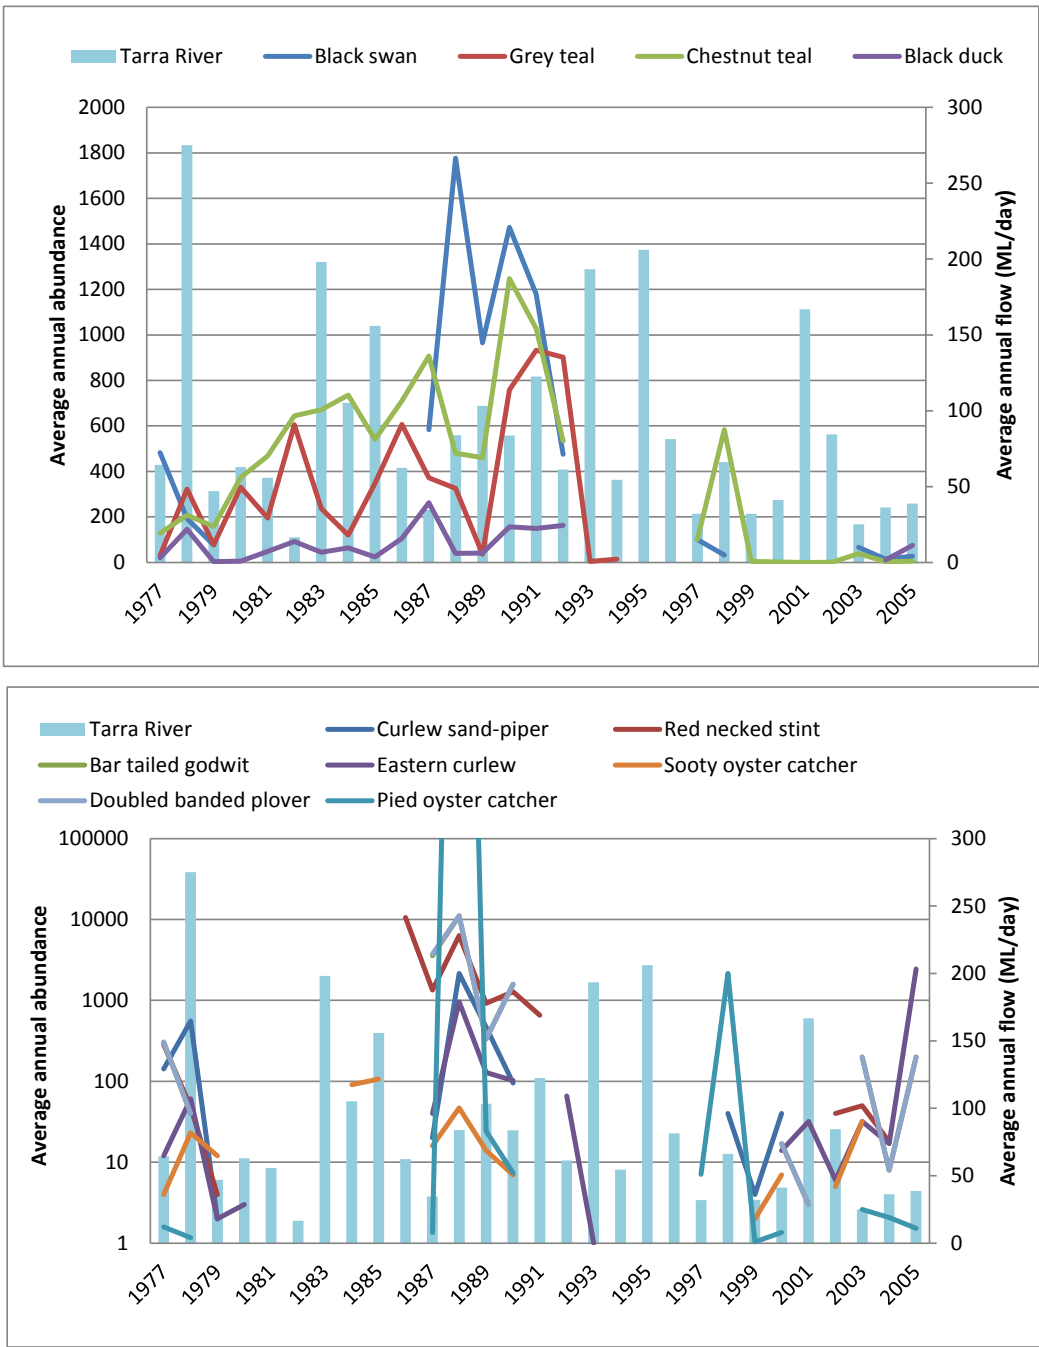 Tarra River Black swan Grey teal Chestnut teal Black duck
2000 300
1800
1600 250
1400
1200 200
1000 150
800
600 100
400
200 50
0 0
Average annual abundance
Average annual flow (ML/day)
1977 1979 1981 1983 1985 1987 1989 1991 1993 1995 1997 1999 2001 2003 2005
Tarra River Curlew sand-piper Red necked stint
Bar tailed godwit Eastern curlew Sooty oyster catcher
Doubled banded plover Pied oyster catcher
100000 300
10000 250
1000 200
150
100 100
10 50
1 0
Average annual abundance
Average annual flow (ML/day)
1977 1979 1981 1983 1985 1987 1989 1991 1993 1995 1997 1999 2001 2003 2005